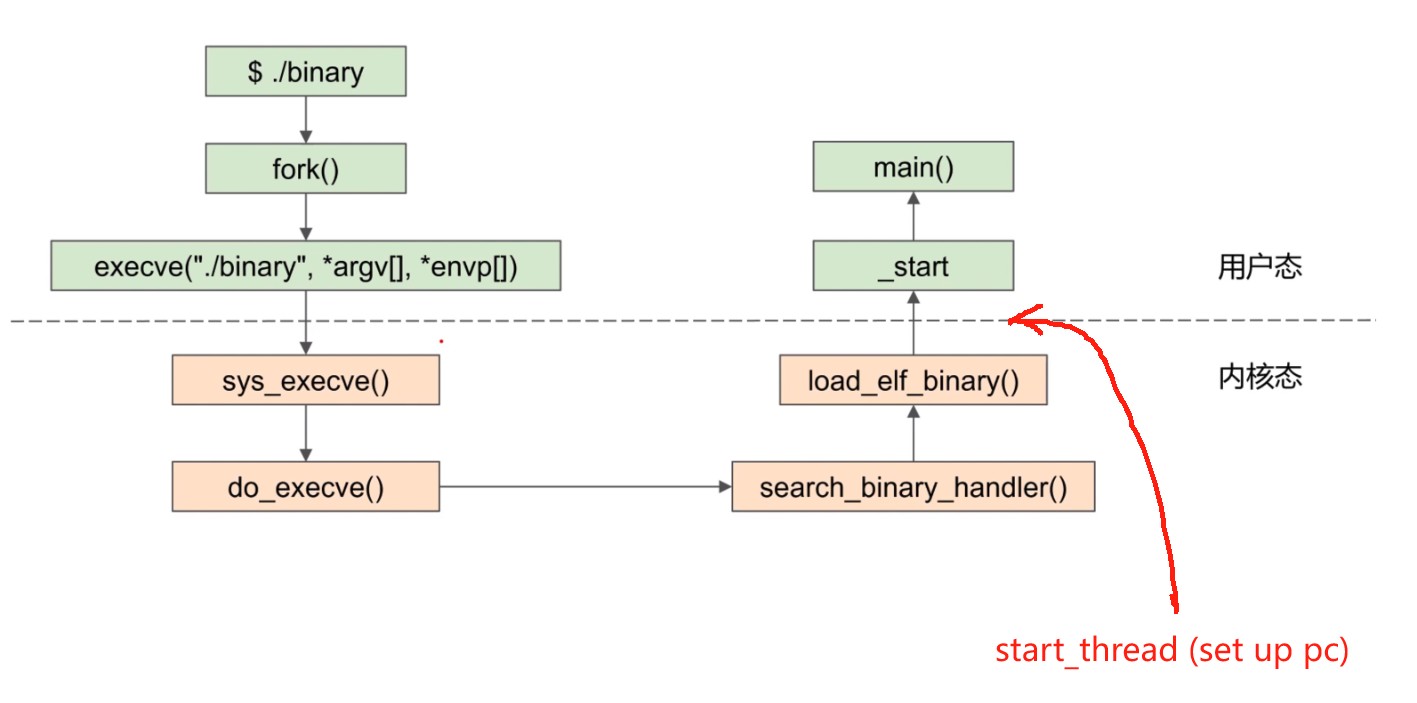 $ ./binary
fork()
execve("./binary", *argv[], *envp[])
sys_execve()
do_execve()
search_binary_handler()
load_elf_binary()
_start
main()
用户态
内核态
start_thread (set up pc)